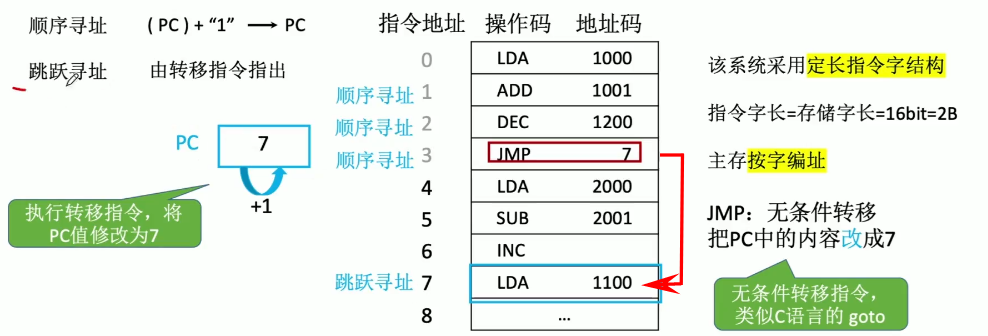 顺序寻址 (PC) + “1” → PC
跳跃寻址 由转移指令指出
PC 7
+1
执行转移指令，将
PC值修改为7
指令地址 操作码 地址码
0 LDA 1000
顺序寻址 1 ADD 1001
顺序寻址 2 DEC 1200
顺序寻址 3 JMP 7
4 LDA 2000
5 SUB 2001
6 INC
跳跃寻址 7 LDA 1100
8 ...
该系统采用定长指令字结构
指令字长=存储字长=16bit=2B
主存按字编址
JMP：无条件转移
把PC中的内容改成7
无条件转移指令，
类似C语言的 goto